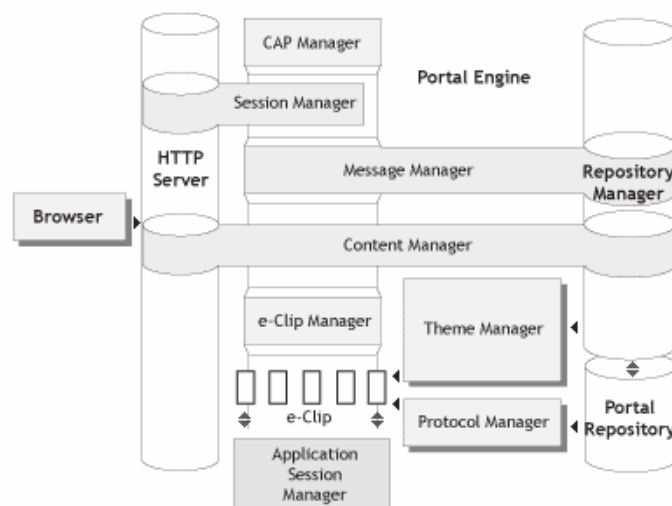 CAP Manager
Portal Engine
Session Manager
HTTP
Server
Message Manager
Repository
Manager
Browser
Content Manager
e-Clip Manager
Theme Manager
e-Clip
Protocol Manager
Portal
Repository
Application
Session
Manager